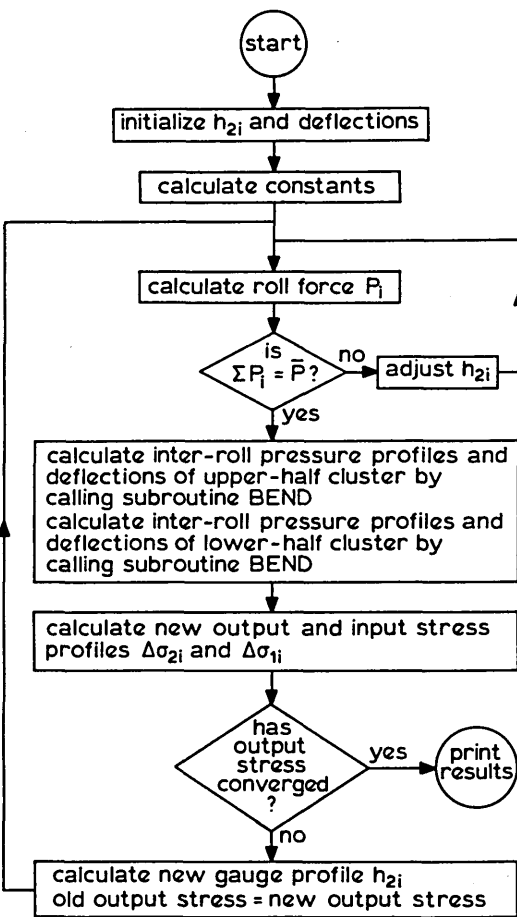 start
initialize h₂ᵢ and deflections
calculate constants
calculate roll force Pᵢ
is
ΣPᵢ = P̄ ?
no
adjust h₂ᵢ
yes
calculate inter-roll pressure profiles and
deflections of upper-half cluster by
calling subroutine BEND
calculate inter-roll pressure profiles and
deflections of lower-half cluster by
calling subroutine BEND
calculate new output and input stress
profiles Δσ₂ᵢ and Δσ₁ᵢ
has
output
stress
converged
?
yes
print
results
no
calculate new gauge profile h₂ᵢ
old output stress = new output stress